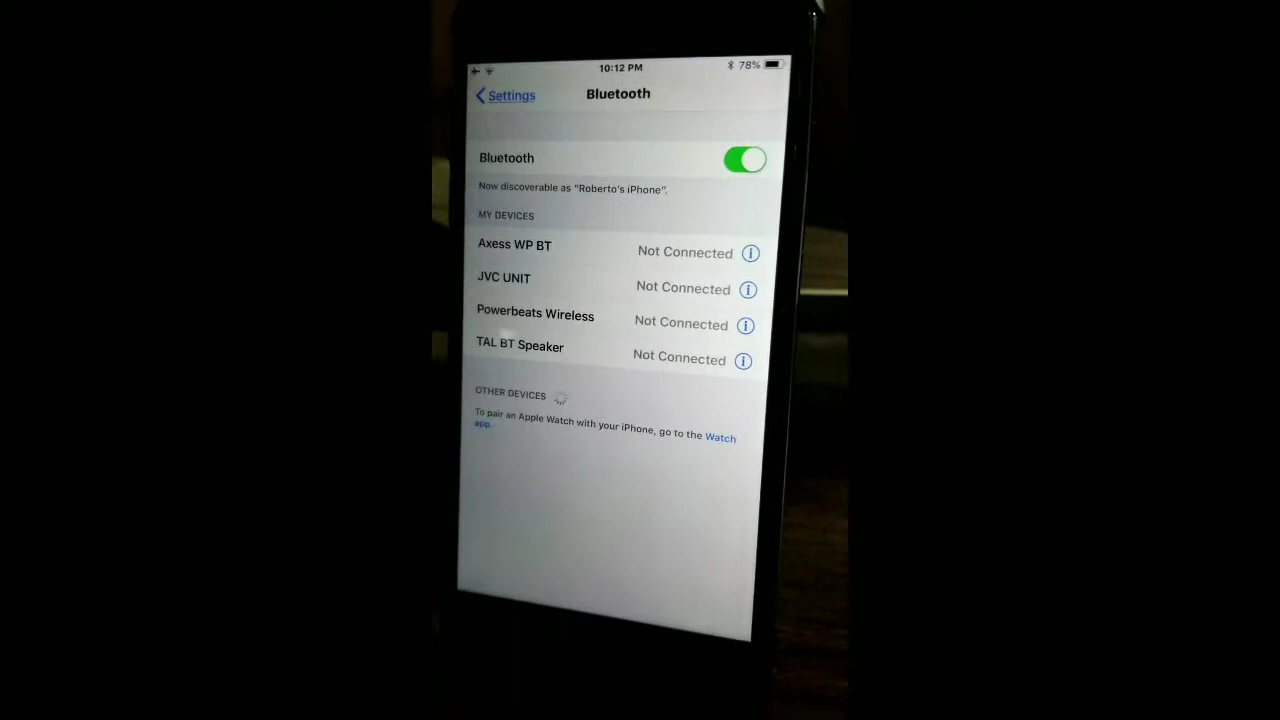 10:12 PM 78%
Settings Bluetooth
Bluetooth
Now discoverable as “Roberto's iPhone”.
MY DEVICES
Axess WP BT Not Connected
JVC UNIT Not Connected
Powerbeats Wireless Not Connected
TAL BT Speaker Not Connected
OTHER DEVICES
To pair an Apple Watch with your iPhone, go to the Watch
app